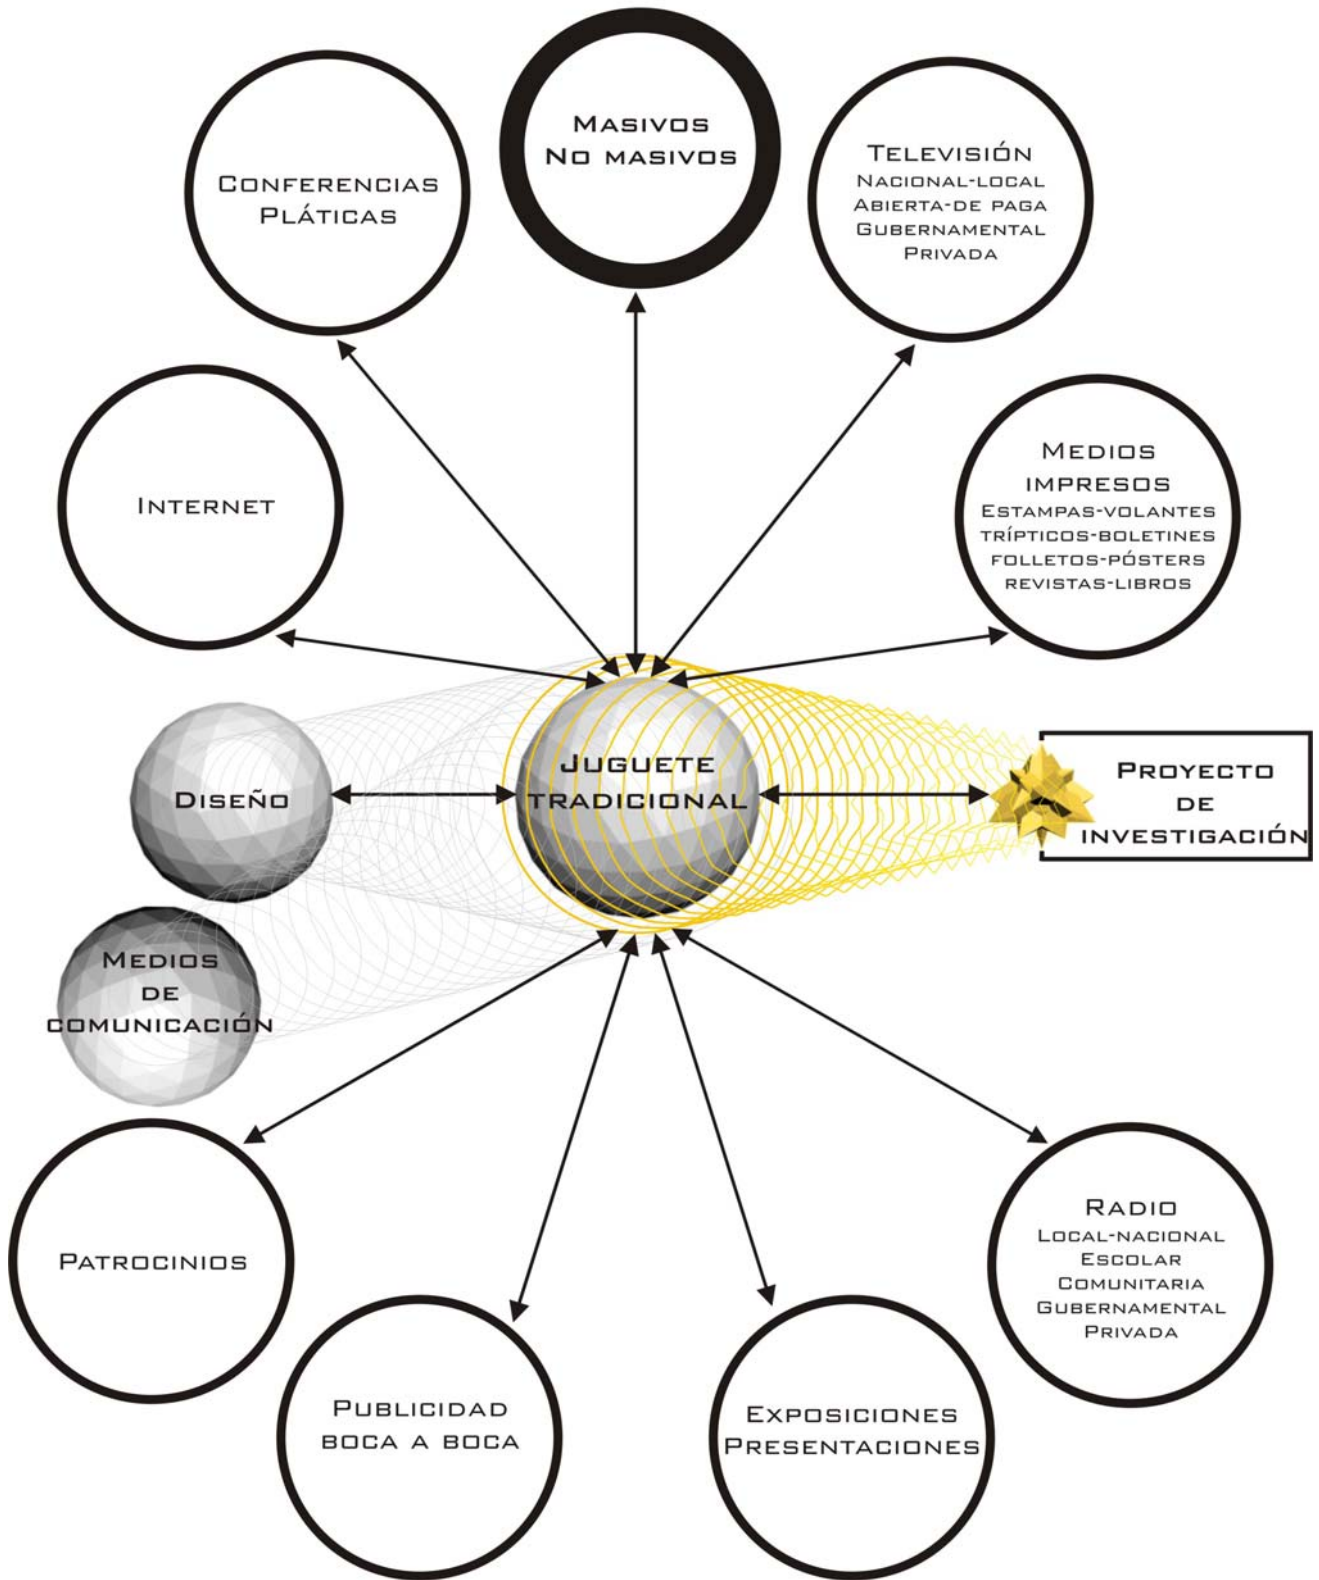 Masivos
No masivos
Conferencias
Pláticas
Televisión
Nacional-local
Abierta-de paga
Gubernamental
Privada
Internet
Medios
impresos
Estampas-volantes
trípticos-boletines
folletos-pósters
revistas-libros
Diseño
Juguete
tradicional
Proyecto
de
investigación
Medios
de
comunicación
Patrocinios
Radio
Local-nacional
Escolar
Comunitaria
Gubernamental
Privada
Publicidad
boca a boca
Exposiciones
Presentaciones